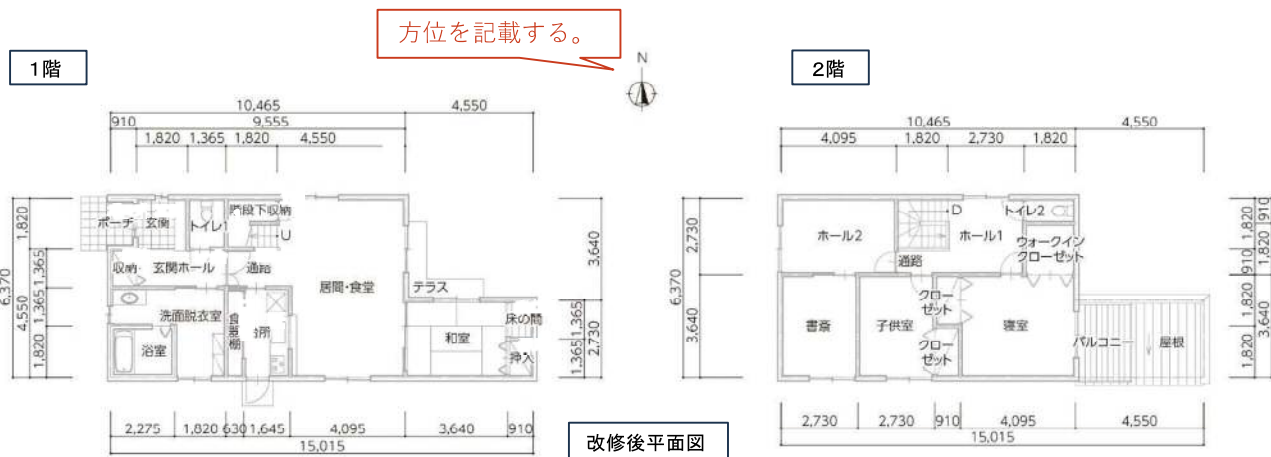 方位を記載する。
N
1階
10,465
4,550
910
9,555
1,820
1,365
1,820
4,550
6,370
1,820
4,550
1,365
1,365
1,820
ポーチ
玄関
トイレ1
階段下収納
U
収納
玄関ホール
通路
居間・食堂
テラス
洗面脱衣室
食器棚
浴室
和室
床の間
押入
3,640
1,365
1,365
2,730
2,275
1,820
630
1,645
4,095
3,640
910
15,015
改修後平面図
2階
10,465
4,550
4,095
1,820
2,730
1,820
6,370
2,730
3,640
ホール2
D
ホール1
トイレ2
通路
ウォークイン
クローゼット
クロー
ゼット
書斎
子供室
クロー
ゼット
寝室
バルコニー
屋根
910
1,820
1,820
910
1,820
1,820
3,640
2,730
2,730
910
4,095
4,550
15,015